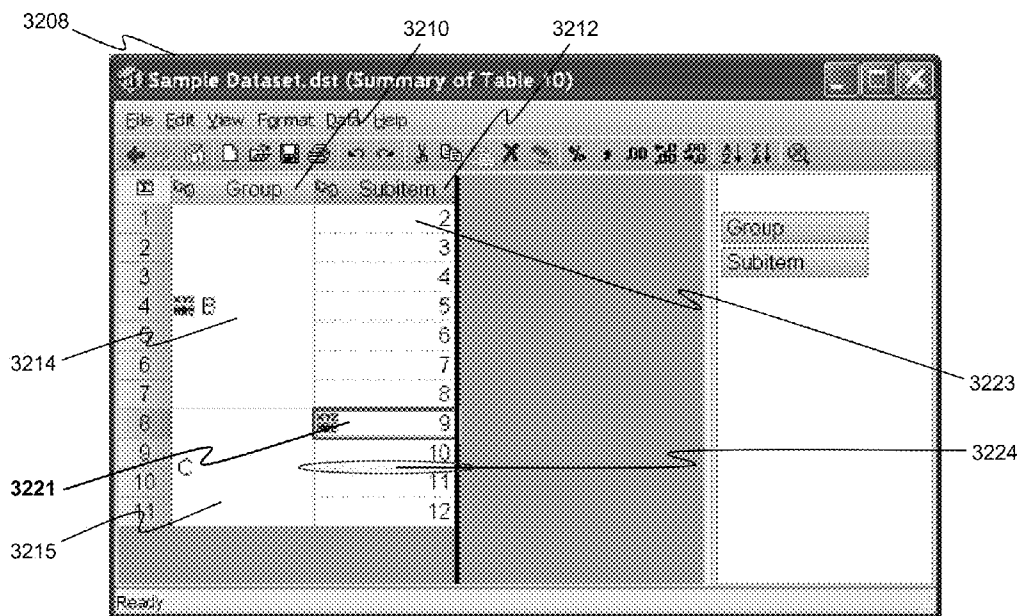 3208
3210
3212
Sample Dataset.dst (Summary of Table 10)
File Edit View Format Data Help
Group Subitem
1 2
2 3
3 4
4 B 5
5 6
6 7
7 8
8 9
9 10
10 C 11
11 12
Group
Subitem
3214
3223
3224
3221
3215
Ready